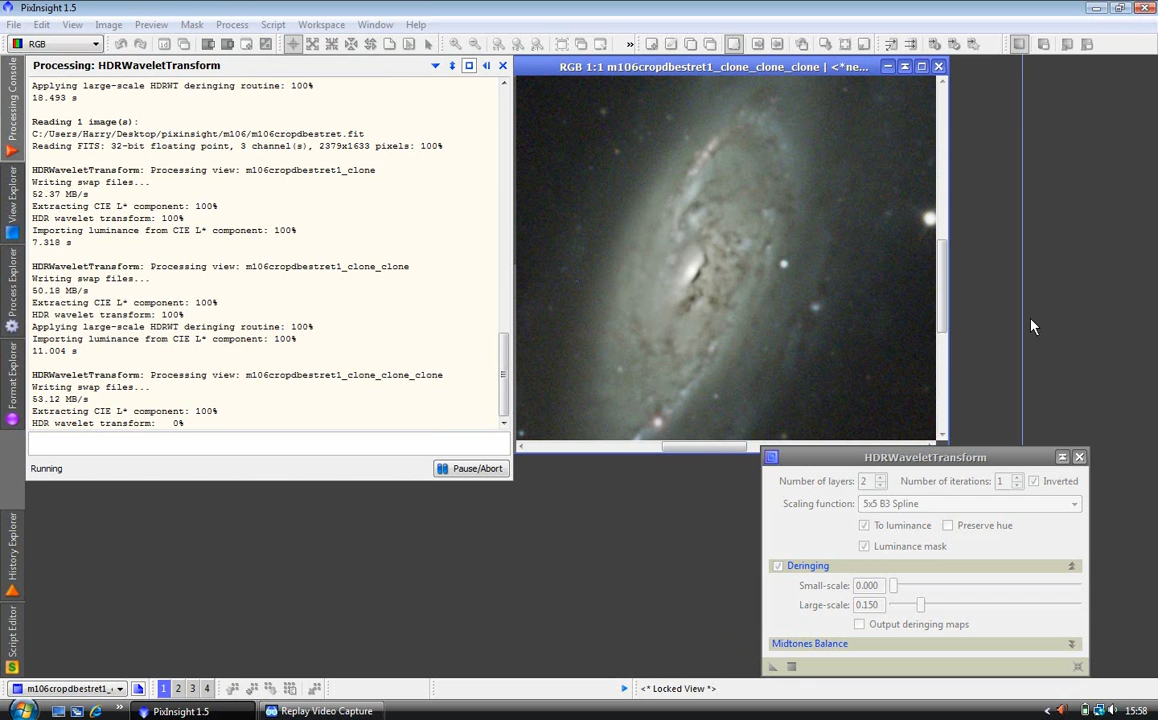 PixInsight 1.5
File Edit View Image Preview Mask Process Script Workspace Window Help
RGB
Processing: HDRWaveletTransform
Applying large-scale HDRWT deringing routine: 100%
18.493 s
Reading 1 image(s):
C:/Users/Harry/Desktop/pixinsight/m106/m106cropdbestret.fit
Reading FITS: 32-bit floating point, 3 channel(s), 2379x1633 pixels: 100%
HDRWaveletTransform: Processing view: m106cropdbestret1_clone
Writing swap files...
52.37 MB/s
Extracting CIE L* component: 100%
HDR wavelet transform: 100%
Importing luminance from CIE L* component: 100%
7.318 s
HDRWaveletTransform: Processing view: m106cropdbestret1_clone_clone
Writing swap files...
50.18 MB/s
Extracting CIE L* component: 100%
HDR wavelet transform: 100%
Applying large-scale HDRWT deringing routine: 100%
Importing luminance from CIE L* component: 100%
11.004 s
HDRWaveletTransform: Processing view: m106cropdbestret1_clone_clone_clone
Writing swap files...
53.12 MB/s
Extracting CIE L* component: 100%
HDR wavelet transform: 0%
Running
Pause/Abort
Processing Console
View Explorer
Process Explorer
Format Explorer
History Explorer
Script Editor
RGB 1:1 m106cropdbestret1_clone_clone_clone | <*ne...
HDRWaveletTransform
Number of layers: 2 Number of iterations: 1 Inverted
Scaling function: 5x5 B3 Spline
To luminance Preserve hue
Luminance mask
Deringing
Small-scale: 0.000
Large-scale: 0.150
Output deringing maps
Midtones Balance
m106cropdbestret1_ 1 2 3 4 <* Locked View *>
PixInsight 1.5 Replay Video Capture 15:58